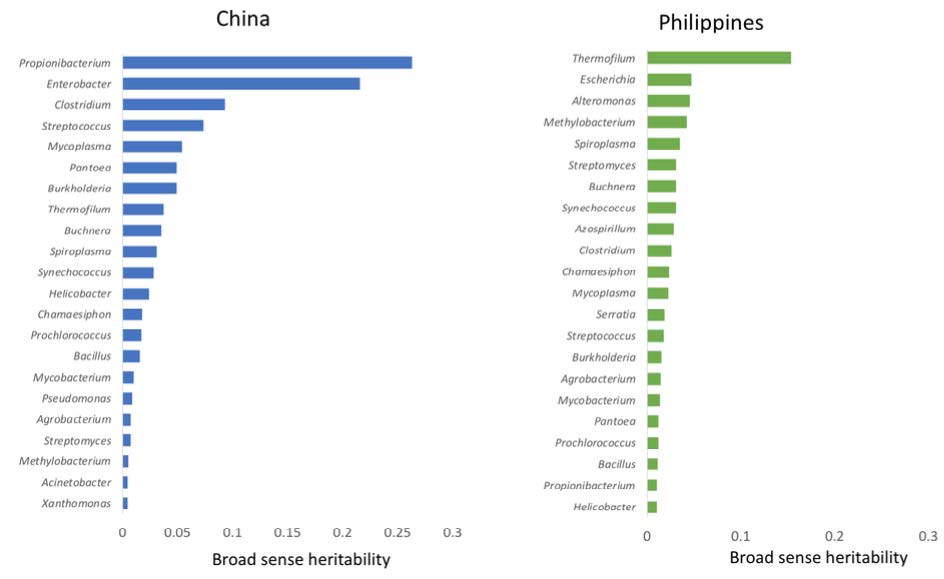 China
Propionibacterium
Enterobacter
Clostridium
Streptococcus
Mycoplasma
Pantoea
Burkholderia
Thermofilum
Buchnera
Spiroplasma
Synechococcus
Helicobacter
Chamaesiphon
Prochlorococcus
Bacillus
Mycobacterium
Pseudomonas
Agrobacterium
Streptomyces
Methylobacterium
Acinetobacter
Xanthomonas
0 0.05 0.1 0.15 0.2 0.25 0.3
Broad sense heritability
Philippines
Thermofilum
Escherichia
Alteromonas
Methylobacterium
Spiroplasma
Streptomyces
Buchnera
Synechococcus
Azospirillum
Clostridium
Chamaesiphon
Mycoplasma
Serratia
Streptococcus
Burkholderia
Agrobacterium
Mycobacterium
Pantoea
Prochlorococcus
Bacillus
Propionibacterium
Helicobacter
0 0.1 0.2 0.3
Broad sense heritability